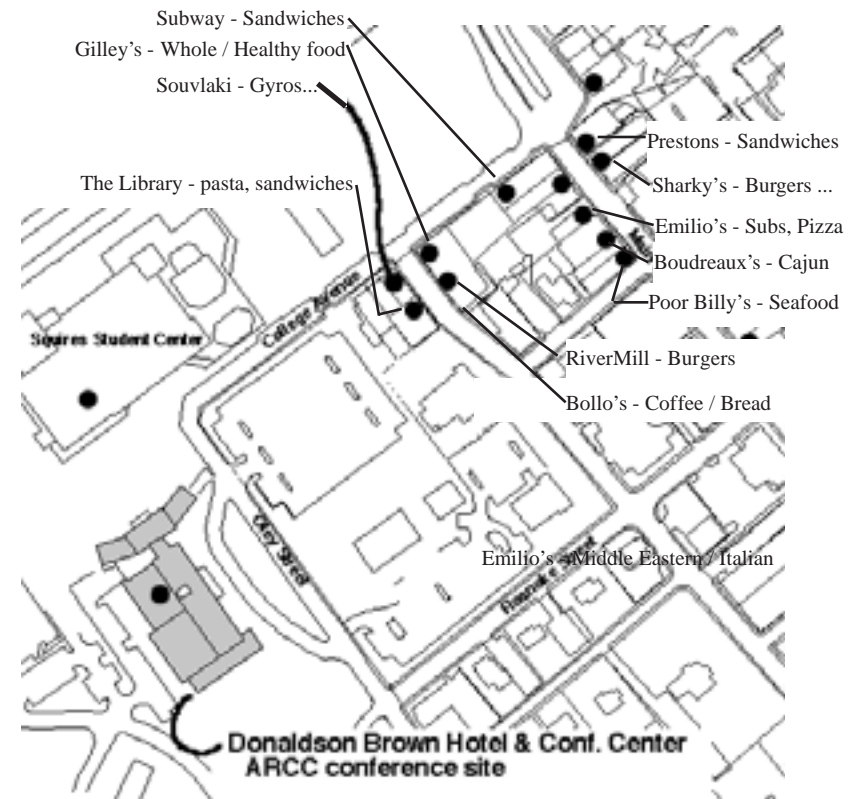 Subway - Sandwiches
Gilley's - Whole / Healthy food
Souvlaki - Gyros...
Prestons - Sandwiches
The Library - pasta, sandwiches
Sharky's - Burgers ...
Emilio's - Subs, Pizza
Boudreaux's - Cajun
Poor Billy's - Seafood
College Avenue
Squires Student Center
RiverMill - Burgers
Bollo's - Coffee / Bread
Otey Street
Emilio's - Middle Eastern / Italian
Roanoke Street
Donaldson Brown Hotel & Conf. Center
ARCC conference site